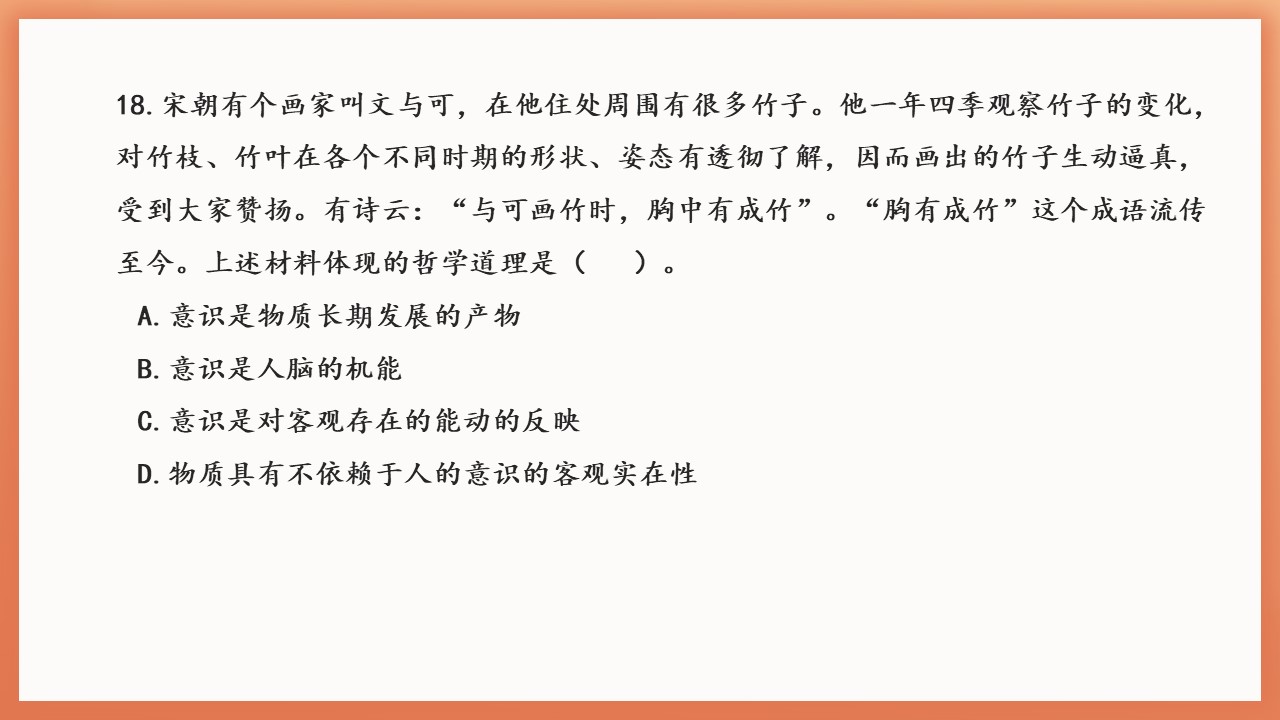 18. 宋朝有个画家叫文与可，在他住处周围有很多竹子。他一年四季观察竹子的变化，
对竹枝、竹叶在各个不同时期的形状、姿态有透彻了解，因而画出的竹子生动逼真，
受到大家赞扬。有诗云：“与可画竹时，胸中有成竹”。“胸有成竹”这个成语流传
至今。上述材料体现的哲学道理是（　　）。
A. 意识是物质长期发展的产物
B. 意识是人脑的机能
C. 意识是对客观存在的能动的反映
D. 物质具有不依赖于人的意识的客观实在性